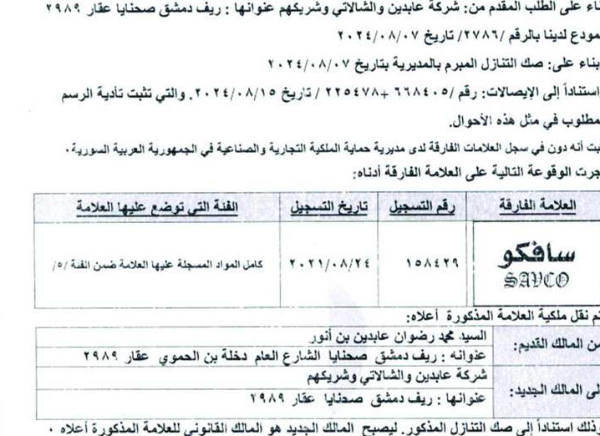 ناء على الطلب المقدم من: شركة عابدين والشالاتي وشريكهم عنوانها : ريف دمشق صحنايا عقار ٢٩٨٩
مودع لدينا بالرقم /٢٧٨٦/ تاريخ ٢٠٢٤/٠٨/٠٧
بناء على: صك التنازل المبرم بالمديرية بتاريخ ٢٠٢٤/٠٨/٠٧
استناداً إلى الإيصالات: رقم /٦٦٨٤٠٥ +٢٢٥٤٧٨ / تاريخ ٢٠٢٤/٠٨/١٥. والتي تثبت تأدية الرسم
مطلوب في مثل هذه الأحوال.
بت أنه دون في سجل العلامات الفارقة لدى مديرية حماية الملكية التجارية والصناعية في الجمهورية العربية السورية٠
جرت الوقوعة التالية على العلامة الفارقة أدناه:
العلامة الفارقة رقم التسجيل تاريخ التسجيل الفئة التي توضع عليها العلامة
سافكو ١٥٨٤٢٩ ٢٠٢١/٠٨/٢٤ كامل المواد المسجلة عليها العلامة ضمن الفئة /٥/
SAVCO
تم نقل ملكية العلامة المذكورة أعلاه:
من المالك القديم: السيد محمد رضوان عابدين بن أنور
عنوانه : ريف دمشق صحنايا الشارع العام دخلة بن الحموي عقار ٢٩٨٩
لى المالك الجديد: شركة عابدين والشالاتي وشريكهم
عنوانها : ريف دمشق صحنايا عقار ٢٩٨٩
وذلك استناداً إلى صك التنازل المذكور. ليصبح المالك الجديد هو المالك القانوني للعلامة المذكورة أعلاه ٠